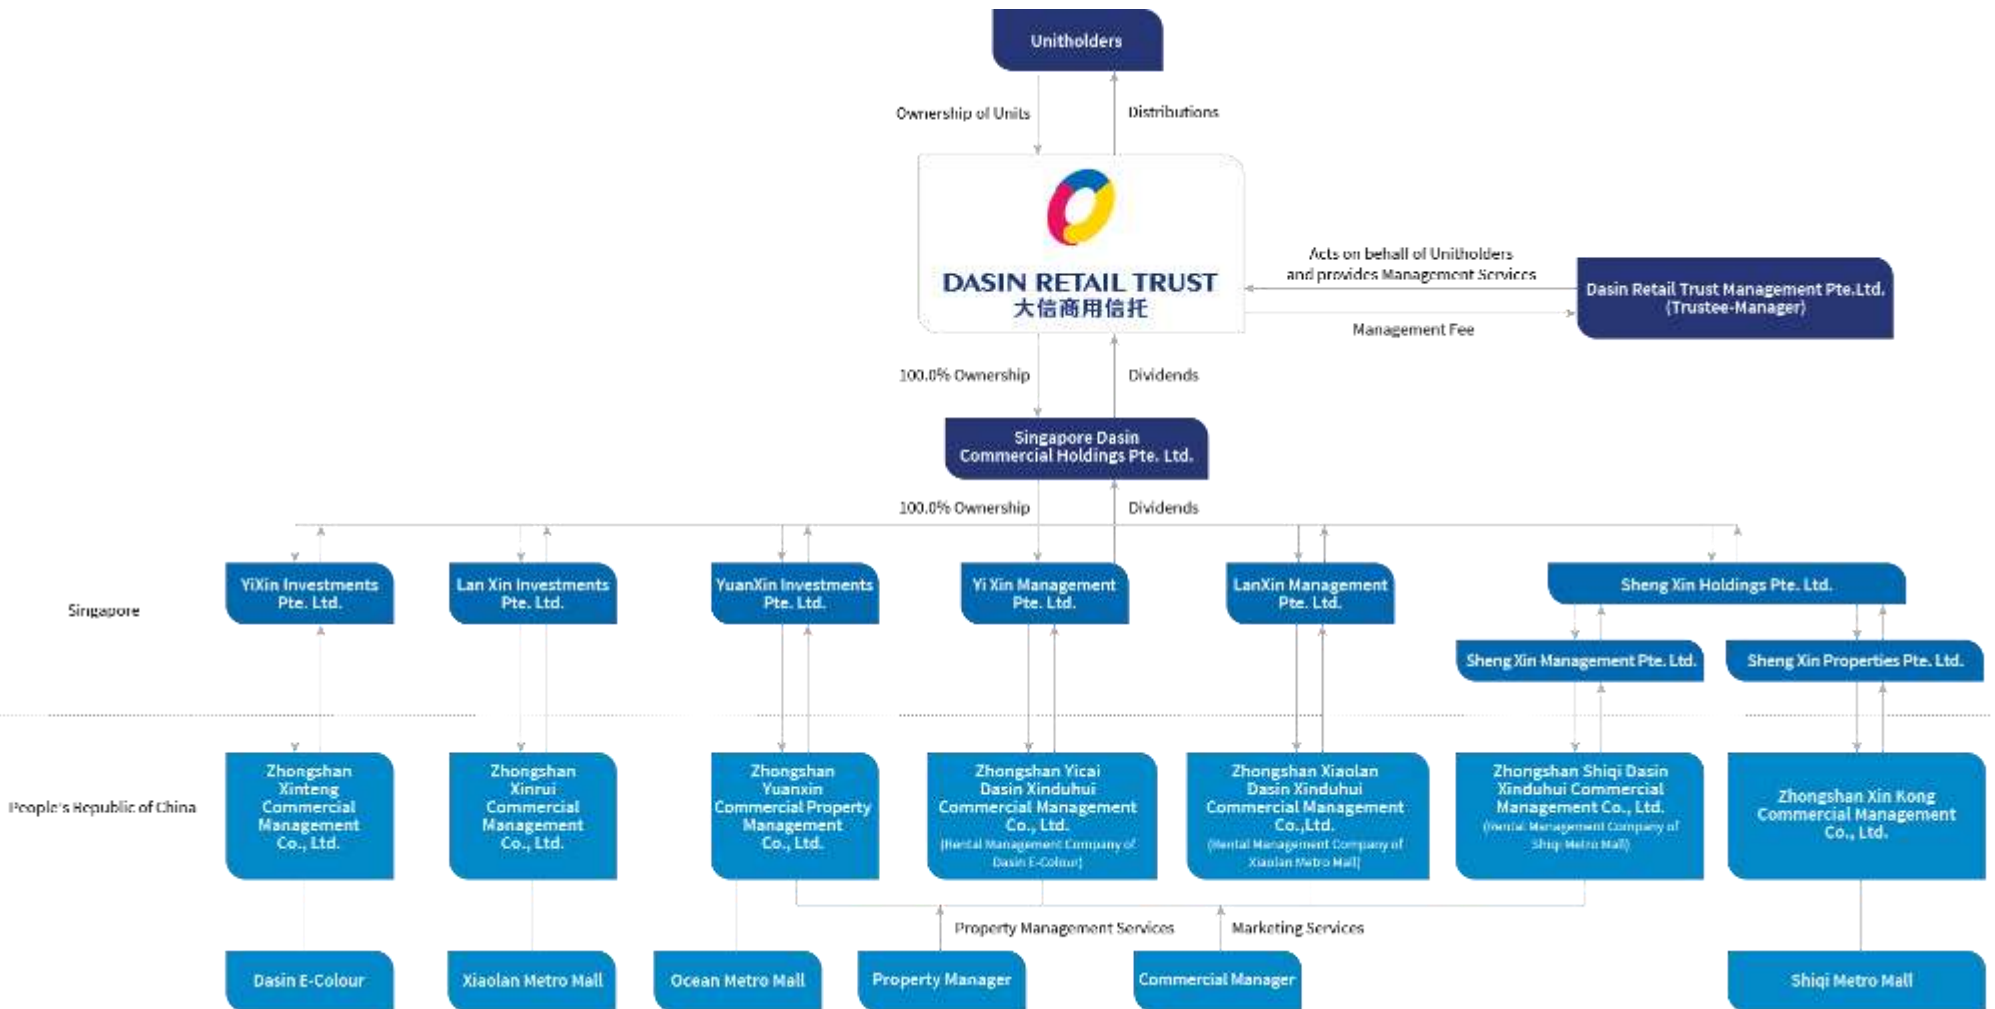 Unitholders
Ownership of Units
Distributions
DASIN RETAIL TRUST
大信商用信托
Acts on behalf of Unitholders
and provides Management Services
Dasin Retail Trust Management Pte.Ltd.
(Trustee-Manager)
Management Fee
100.0% Ownership
Dividends
Singapore Dasin
Commercial Holdings Pte. Ltd.
100.0% Ownership
Dividends
Singapore
YiXin Investments
Pte. Ltd.
Lan Xin Investments
Pte. Ltd.
YuanXin Investments
Pte. Ltd.
Yi Xin Management
Pte. Ltd.
LanXin Management
Pte. Ltd.
Sheng Xin Holdings Pte. Ltd.
Sheng Xin Management Pte. Ltd.
Sheng Xin Properties Pte. Ltd.
People's Republic of China
Zhongshan
Xinteng
Commercial
Management
Co., Ltd.
Zhongshan
Xinrui
Commercial
Management
Co., Ltd.
Zhongshan
Yuanxin
Commercial Property
Management
Co., Ltd.
Zhongshan Yicai
Dasin Xinduhui
Commercial Management
Co., Ltd.
(Rental Management Company of
Dasin E-Colour)
Zhongshan Xiaolan
Dasin Xinduhui
Commercial Management
Co.,Ltd.
(Rental Management Company of
Xiaolan Metro Mall)
Zhongshan Shiqi Dasin
Xinduhui Commercial
Management Co., Ltd.
(Rental Management Company of
Shiqi Metro Mall)
Zhongshan Xin Kong
Commercial Management
Co., Ltd.
Property Management Services
Marketing Services
Dasin E-Colour
Xiaolan Metro Mall
Ocean Metro Mall
Property Manager
Commercial Manager
Shiqi Metro Mall